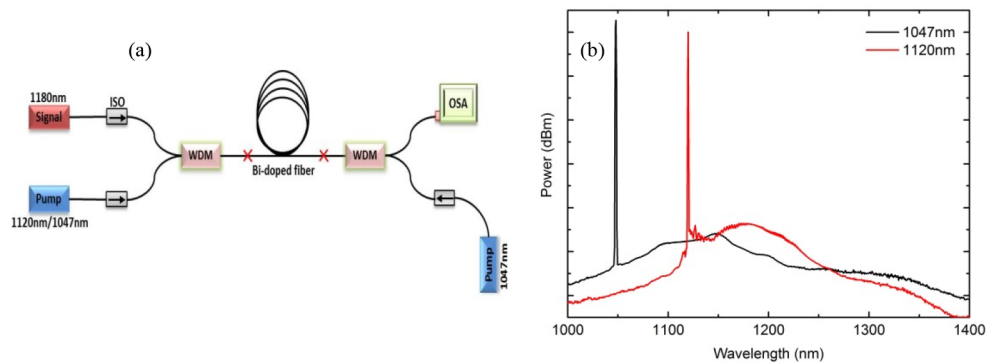 (a)
1180nm
Signal
ISO
OSA
WDM
WDM
Bi-doped fiber
Pump
1120nm/1047nm
Pump
1047nm
(b)
1047nm
1120nm
Power (dBm)
1000 1100 1200 1300 1400
Wavelength (nm)